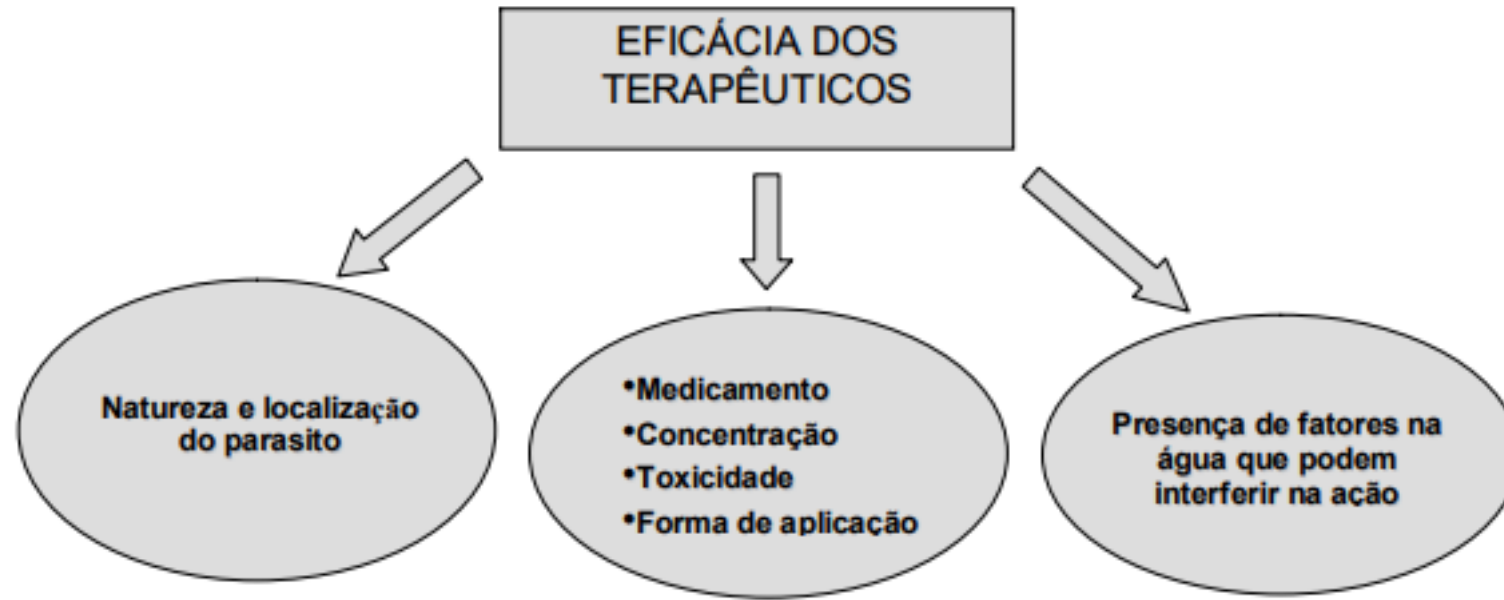 EFICÁCIA DOS
TERAPÊUTICOS
Natureza e localização
do parasito
•Medicamento
•Concentração
•Toxicidade
•Forma de aplicação
Presença de fatores na
água que podem
interferir na ação